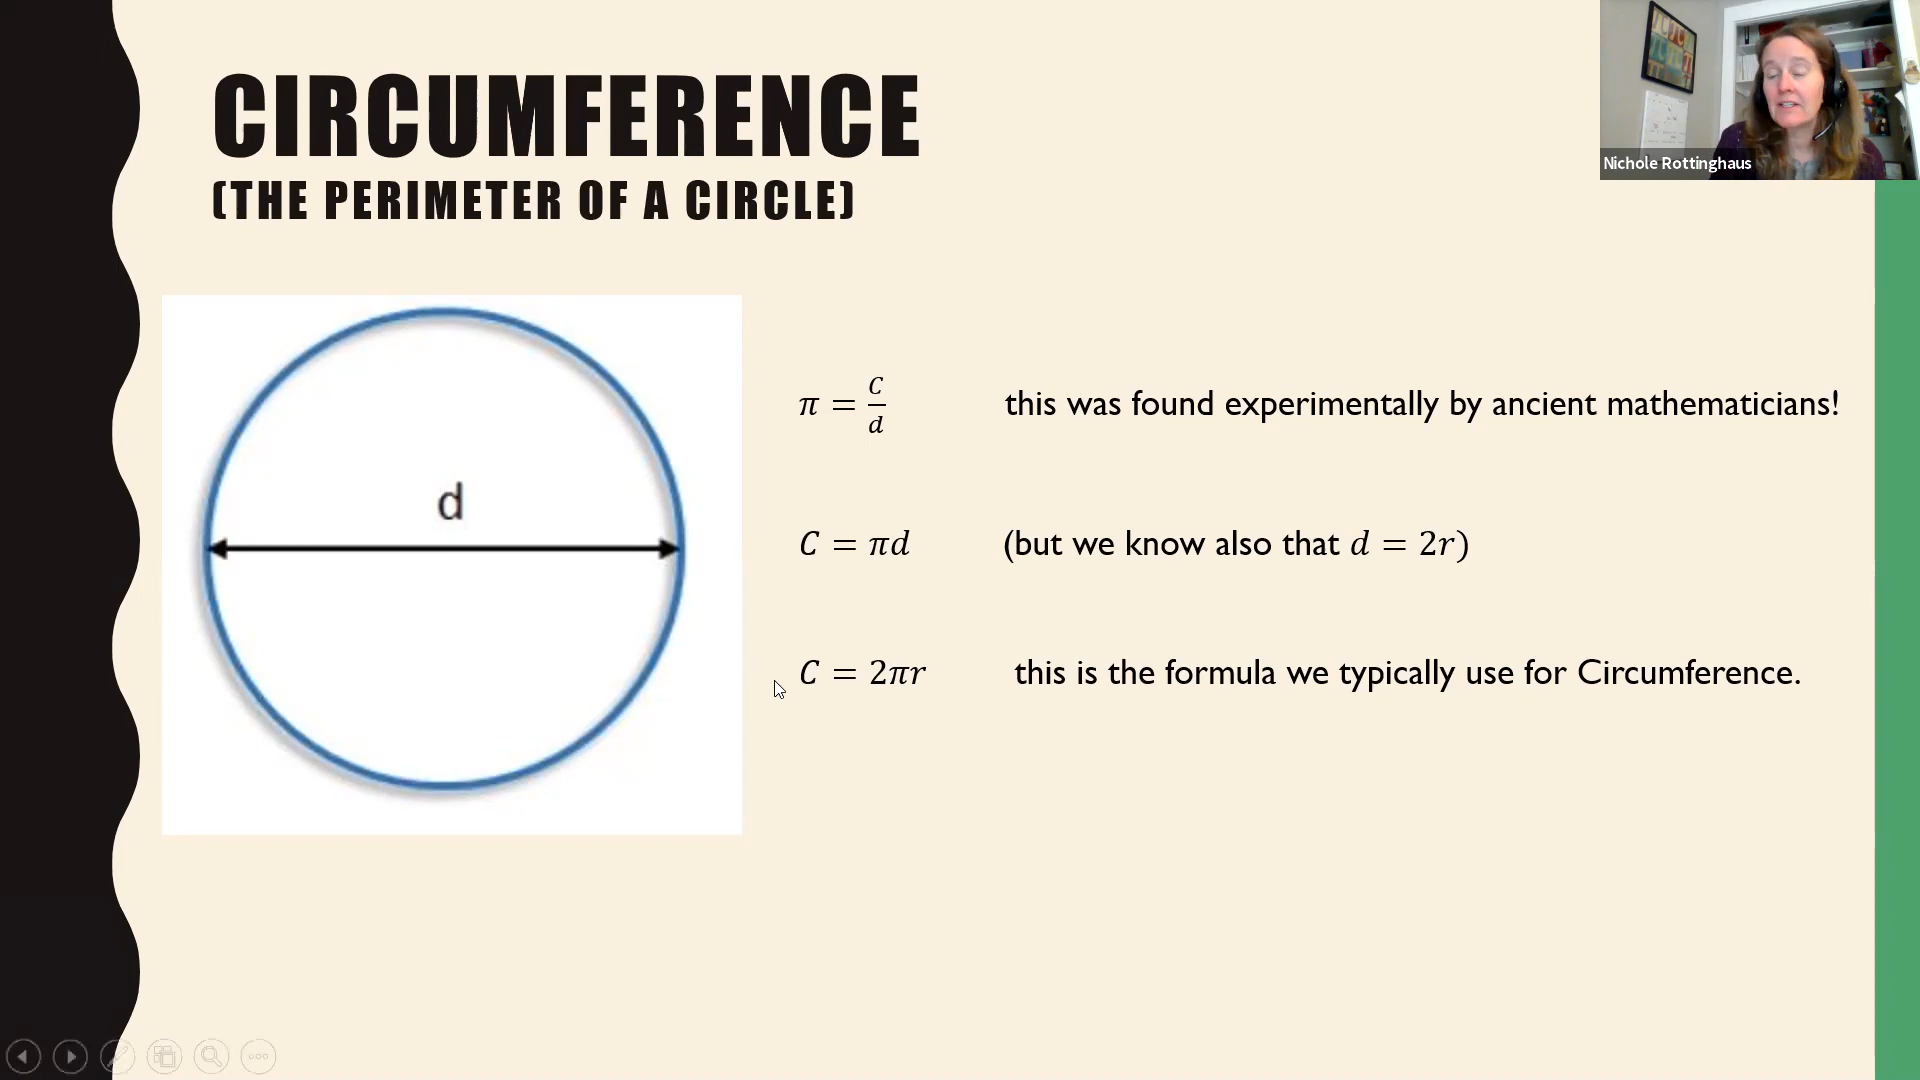 CIRCUMFERENCE
(THE PERIMETER OF A CIRCLE)
Nichole Rottinghaus
d
π = C/d this was found experimentally by ancient mathematicians!
C = πd (but we know also that d = 2r)
C = 2πr this is the formula we typically use for Circumference.